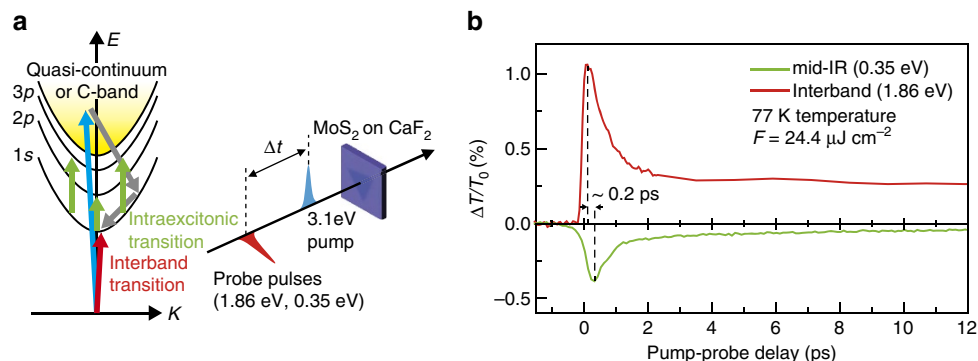 a
E
Quasi-continuum
or C-band
3p
2p
1s
Intraexcitonic
transition
Interband
transition
K
Δt
MoS2 on CaF2
3.1eV
pump
Probe pulses
(1.86 eV, 0.35 eV)
b
mid-IR (0.35 eV)
Interband (1.86 eV)
77 K temperature
F = 24.4 μJ cm−2
~ 0.2 ps
ΔT/T0 (%)
1.0
0.5
0.0
−0.5
0 2 4 6 8 10 12
Pump-probe delay (ps)